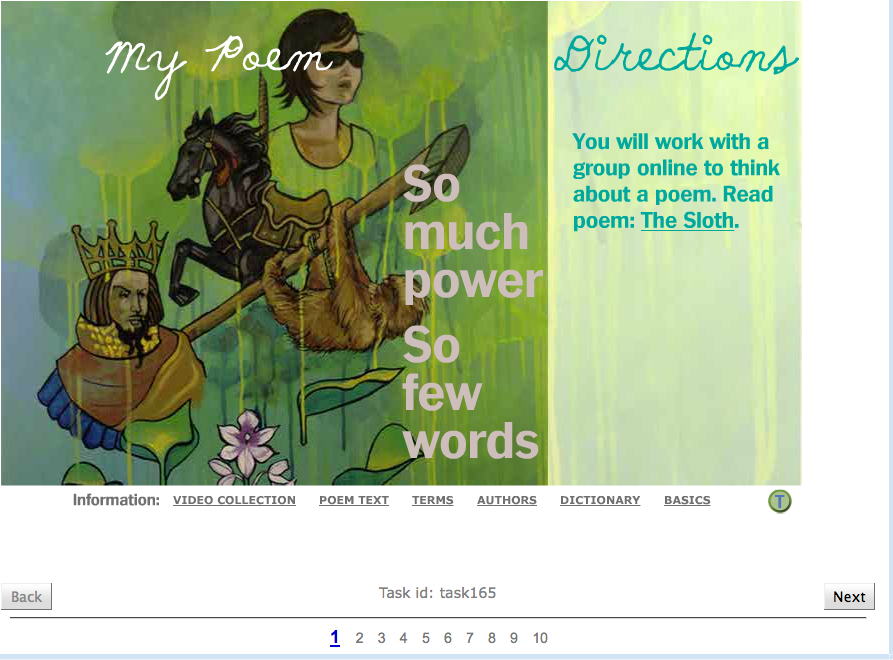 My Poem
So
much
power
So
few
words
Directions
You will work with a
group online to think
about a poem. Read
poem: The Sloth.
Information: VIDEO COLLECTION POEM TEXT TERMS AUTHORS DICTIONARY BASICS T
Back Task id: task165 Next
1 2 3 4 5 6 7 8 9 10